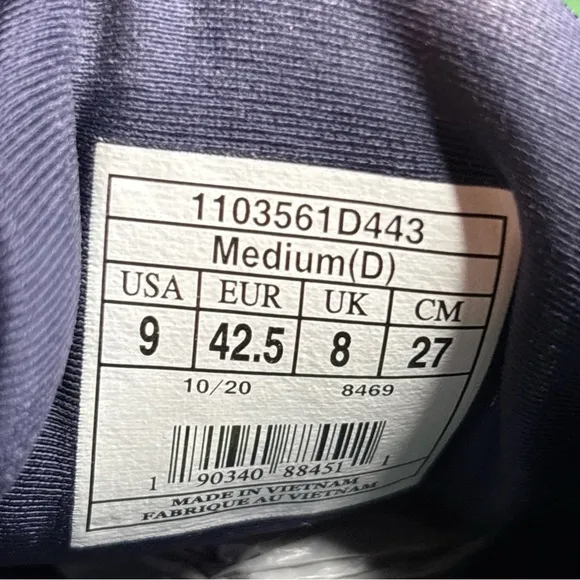 1103561D443
Medium(D)
USA EUR UK CM
9 42.5 8 27
10/20 8469
1 90340 88451 1
MADE IN VIETNAM
FABRIQUE AU VIETNAM